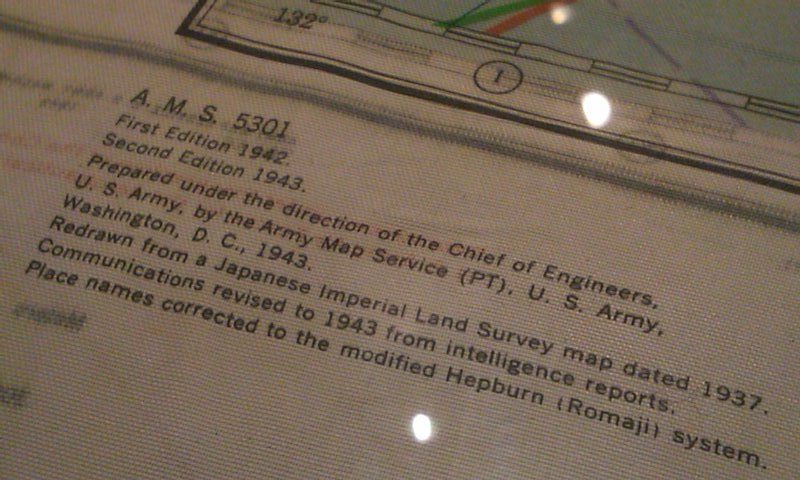 132°
1
A. M. S. 5301
First Edition 1942.
Second Edition 1943.
Prepared under the direction of the Chief of Engineers,
U. S. Army, by the Army Map Service (PT), U. S. Army,
Washington, D. C., 1943.
Redrawn from a Japanese Imperial Land Survey map dated 1937.
Communications revised to 1943 from intelligence reports.
Place names corrected to the modified Hepburn (Romaji) system.